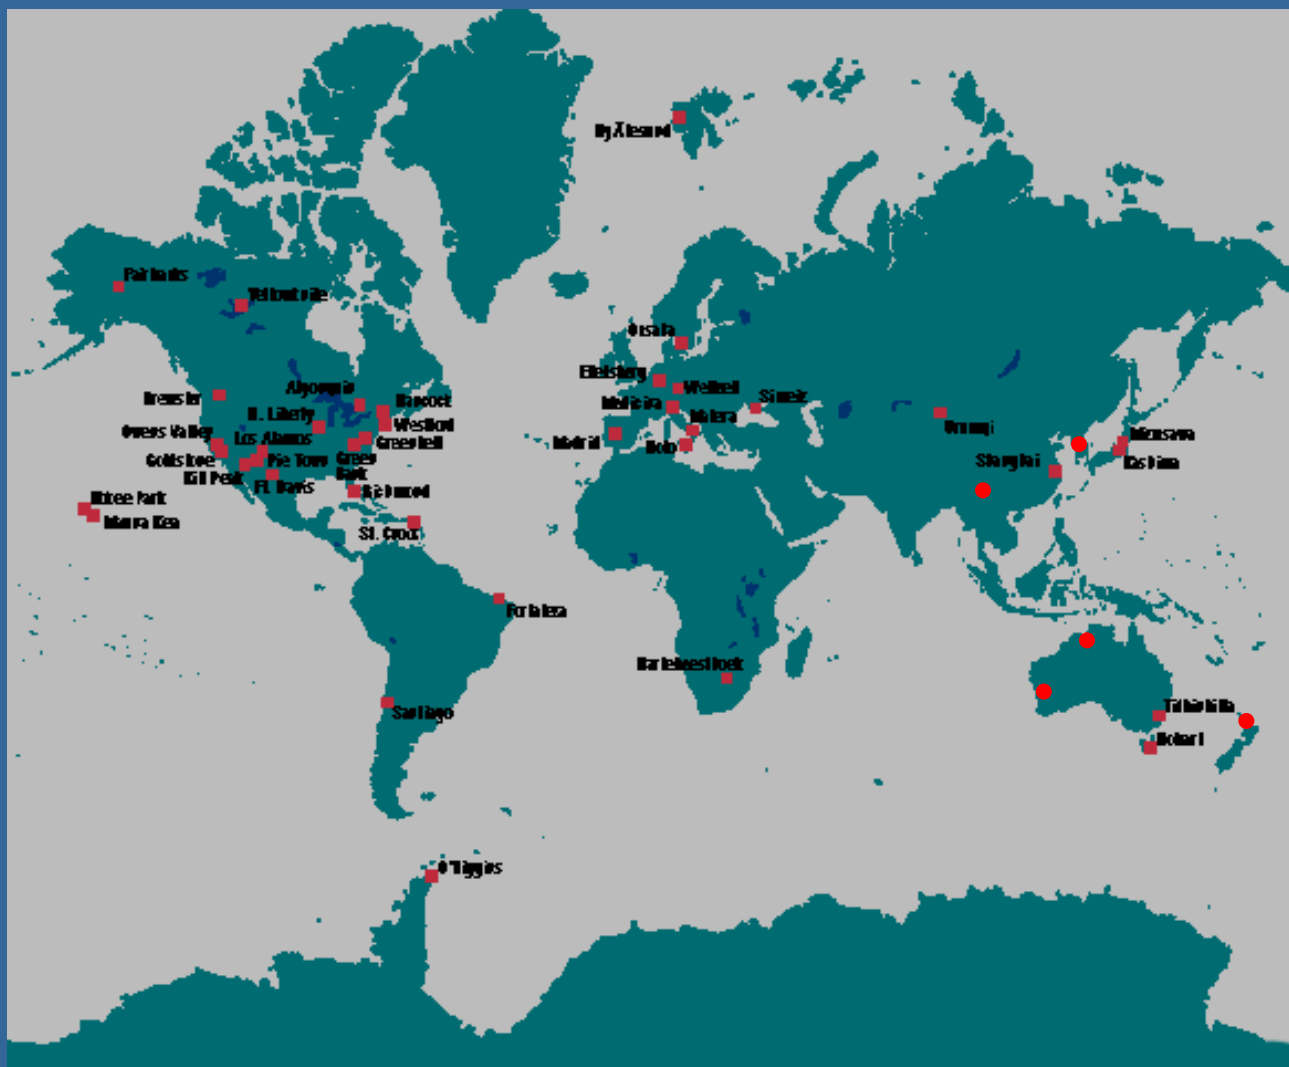 Ny Ålesund
Fairbanks
Yellowknife
Onsala
Effelsberg
Wettzell
Simeiz
Algonquin
Brewster
Hancock
Medicina
N. Liberty
Westford
Matera
Urumqi
Owens Valley
Los Alamos
Greenbelt
Madrid
Noto
Mizusawa
Goldstone
Pie Town
Green
Bank
Shanghai
Kashima
Kitt Peak
Ft. Davis
Richmond
Kokee Park
Mauna Kea
St. Croix
Fortaleza
Hartebeesthoek
Santiago
Tidbinbilla
Hobart
O'Higgins